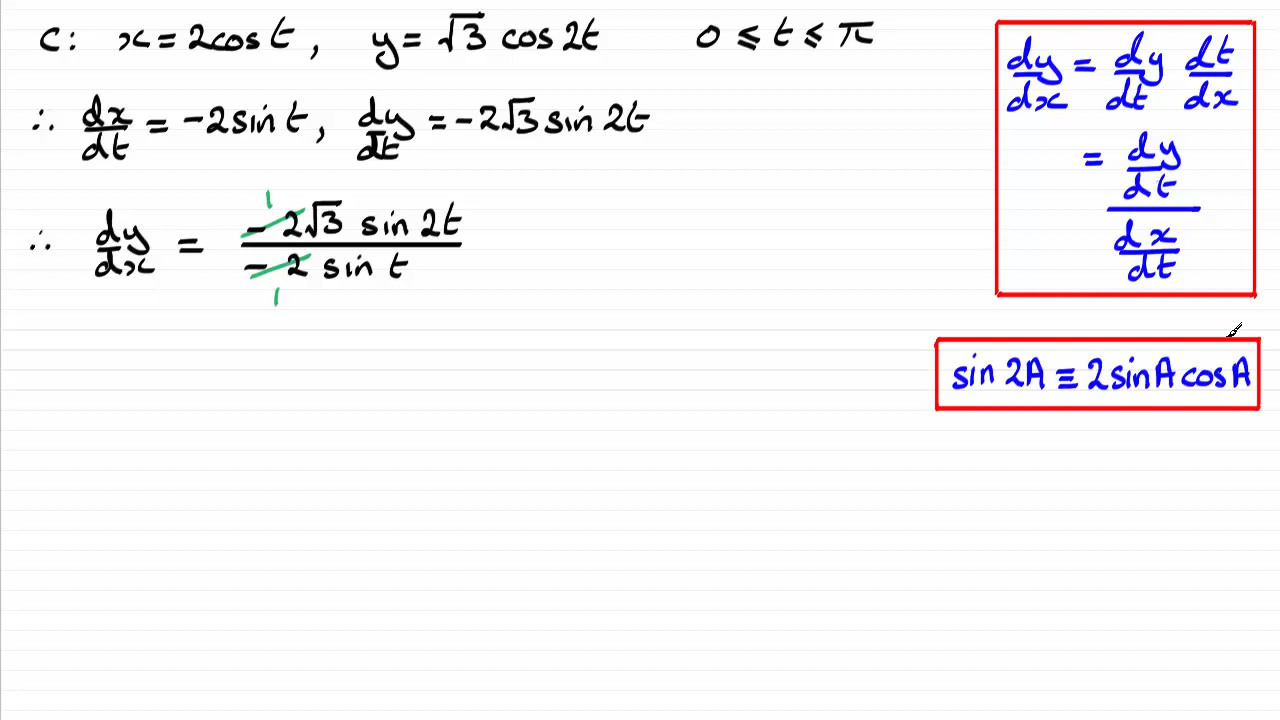 C: x = 2cos t, y = √3 cos 2t 0 ⩽ t ⩽ π
∴ dx/dt = -2sin t, dy/dt = -2√3 sin 2t
∴ dy/dx = -2√3 sin 2t / -2 sin t
1
1
dy/dx = dy/dt dt/dx
= dy/dt / dx/dt
sin 2A ≡ 2sinA cosA